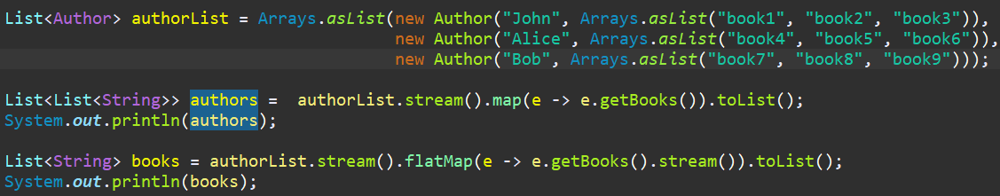 List<Author> authorList = Arrays.asList(new Author("John", Arrays.asList("book1", "book2", "book3")),
new Author("Alice", Arrays.asList("book4", "book5", "book6")),
new Author("Bob", Arrays.asList("book7", "book8", "book9")));
List<List<String>> authors =  authorList.stream().map(e -> e.getBooks()).toList();
System.out.println(authors);
List<String> books = authorList.stream().flatMap(e -> e.getBooks().stream()).toList();
System.out.println(books);